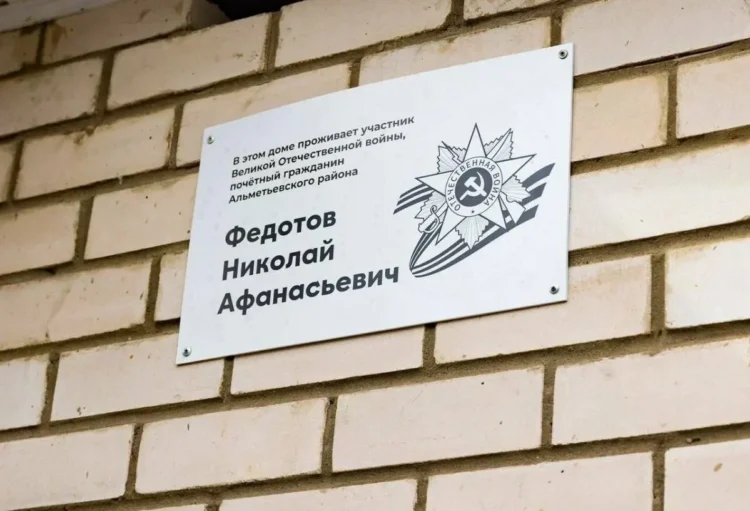 В этом доме проживает участник
Великой Отечественной войны,
почётный гражданин
Альметьевского района
Федотов
Николай
Афанасьевич
ОТЕЧЕСТВЕННАЯ ВОЙНА